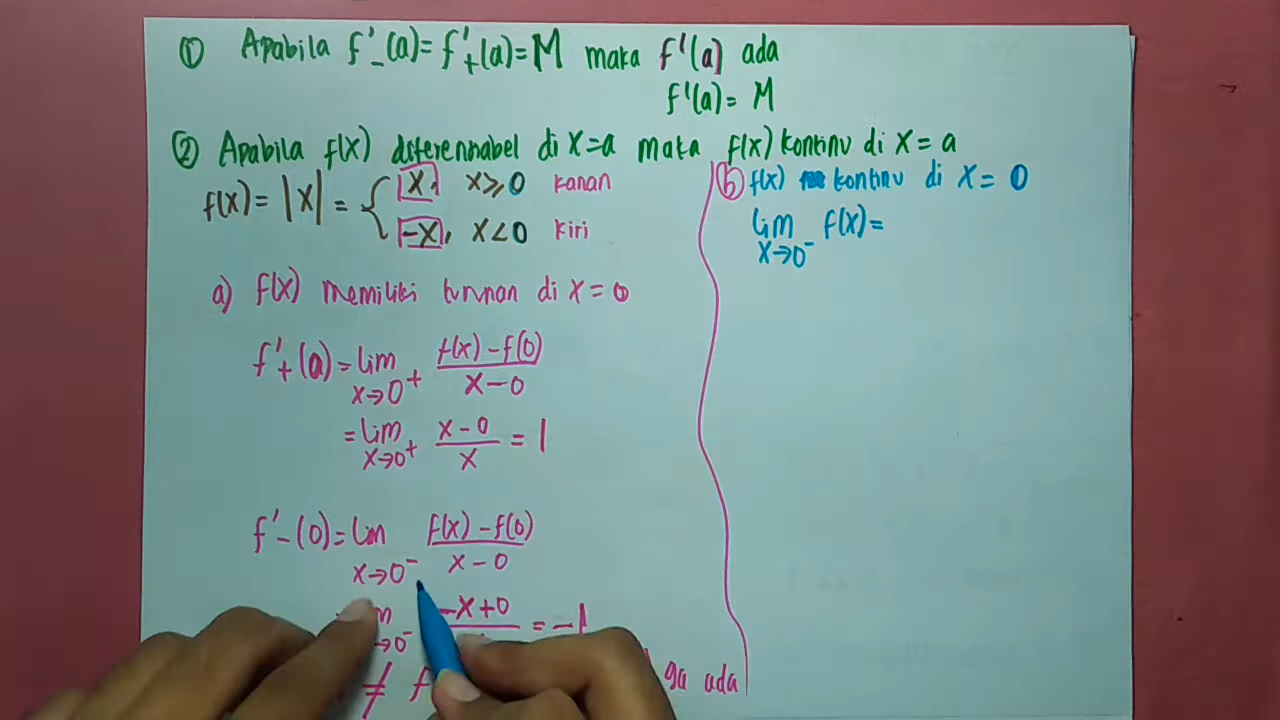 ① Apabila f'₋(a) = f'₊(a) = M maka f'(a) ada
f'(a) = M
② Apabila f(x) diferennabel di x=a maka f(x) kontinu di x = a
f(x) = |x| = { x, x ≥ 0 kanan
-x, x < 0 kiri
a) f(x) memiliki turunan di x = 0
f'₊(a) = lim x→0⁺ f(x) - f(0) / x - 0
= lim x→0⁺ x - 0 / x = 1
f'₋(0) = lim x→0⁻ f(x) - f(0) / x - 0
-x+0 = -1
≠ f
ga ada
b) f(x) kontinu di x = 0
lim x→0⁻ f(x) =